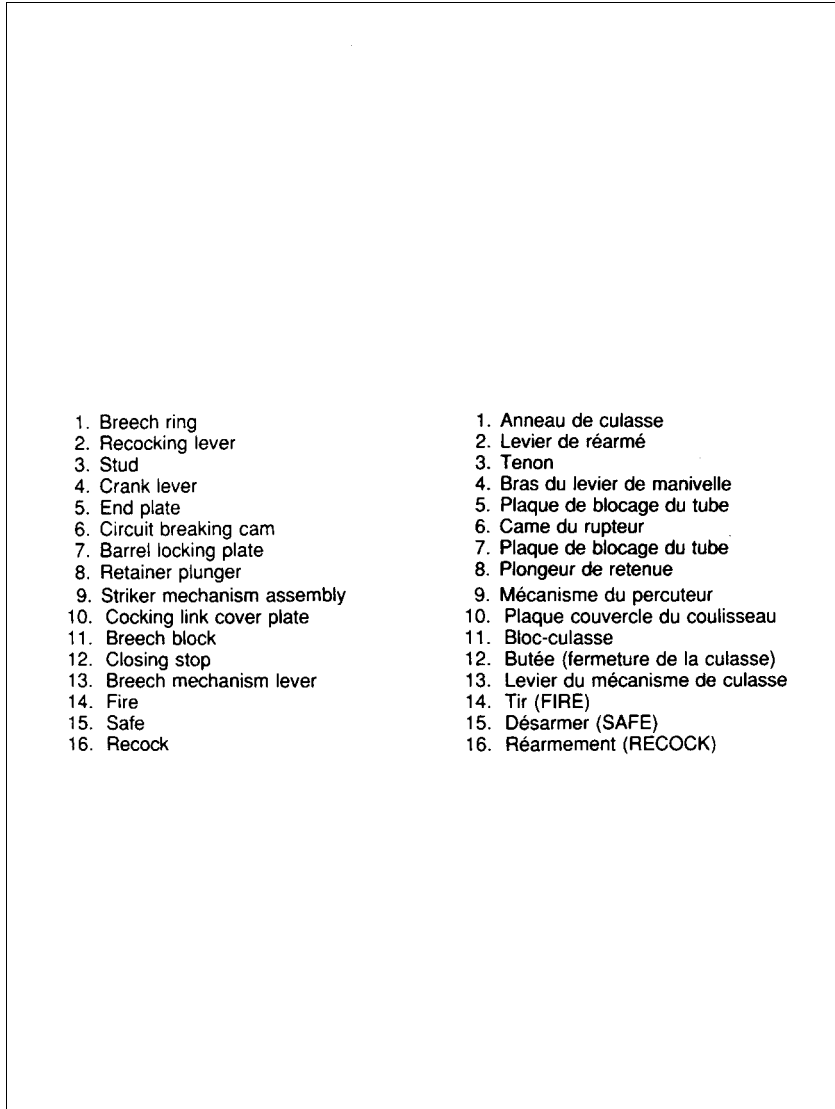 1. Breech ring
2. Recocking lever
3. Stud
4. Crank lever
5. End plate
6. Circuit breaking cam
7. Barrel locking plate
8. Retainer plunger
9. Striker mechanism assembly
10. Cocking link cover plate
11. Breech block
12. Closing stop
13. Breech mechanism lever
14. Fire
15. Safe
16. Recock
1. Anneau de culasse
2. Levier de réarmé
3. Tenon
4. Bras du levier de manivelle
5. Plaque de blocage du tube
6. Came du rupteur
7. Plaque de blocage du tube
8. Plongeur de retenue
9. Mécanisme du percuteur
10. Plaque couvercle du coulisseau
11. Bloc-culasse
12. Butée (fermeture de la culasse)
13. Levier du mécanisme de culasse
14. Tir (FIRE)
15. Désarmer (SAFE)
16. Réarmement (RECOCK)